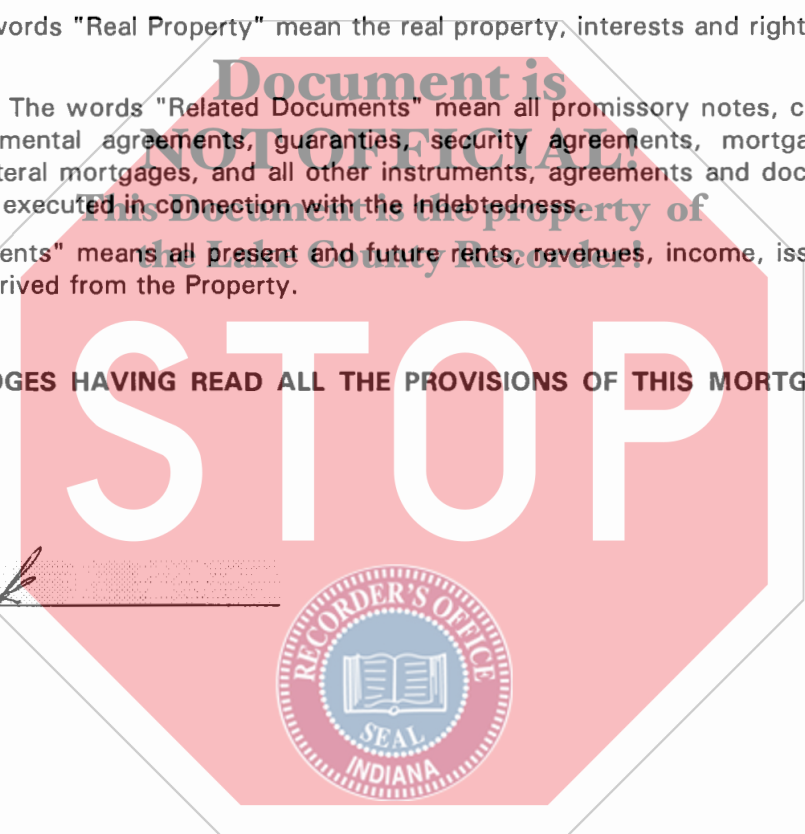 words "Real Property" mean the real property, interests and right
Document is
The words "Related Documents" mean all promissory notes, c
mental agreements, guaranties, security agreements, mortga
NOT OFFICIAL!
teral mortgages, and all other instruments, agreements and doc
executed in connection with the Indebtedness.
This Document is the property of
ents" means all present and future rents, revenues, income, iss
the Lake County Recorder!
rived from the Property.
DGES HAVING READ ALL THE PROVISIONS OF THIS MORTG
STOP
RECORDER'S OFFICE
SEAL
INDIANA